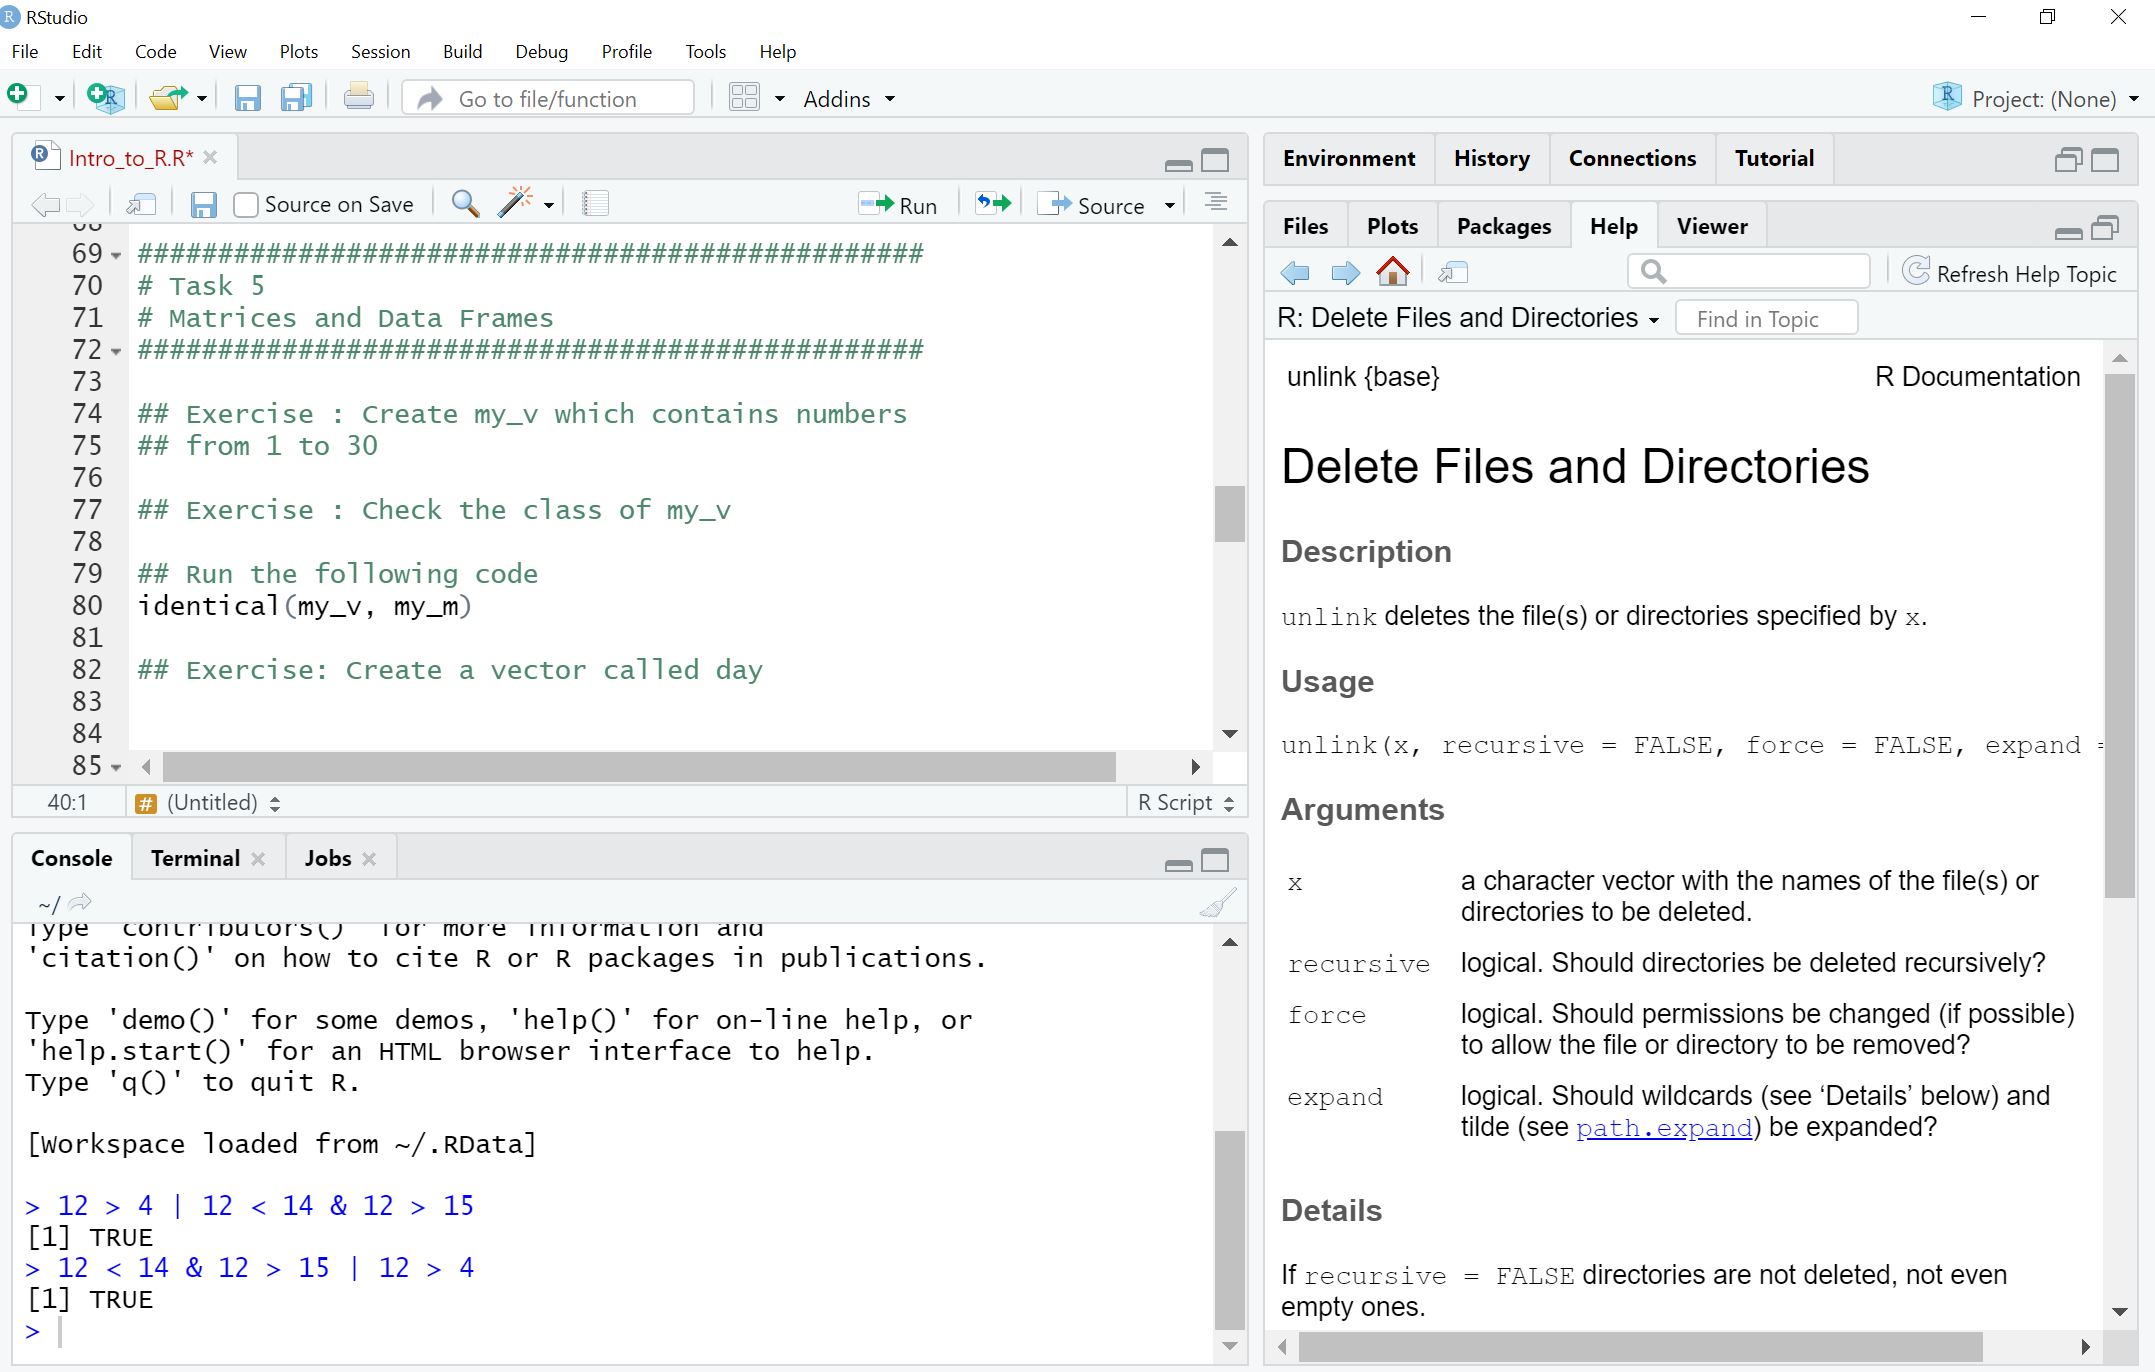 RStudio
File Edit Code View Plots Session Build Debug Profile Tools Help
Go to file/function
Addins
Project: (None)
Intro_to_R.R*
Source on Save
Run
Source
69 #################################################
70 # Task 5
71 # Matrices and Data Frames
72 #################################################
73
74 ## Exercise : Create my_v which contains numbers
75 ## from 1 to 30
76
77 ## Exercise : Check the class of my_v
78
79 ## Run the following code
80 identical(my_v, my_m)
81
82 ## Exercise: Create a vector called day
83
84
85
40:1 # (Untitled) R Script
Console Terminal Jobs
~/
Type 'contributors()' for more information and
'citation()' on how to cite R or R packages in publications.
Type 'demo()' for some demos, 'help()' for on-line help, or
'help.start()' for an HTML browser interface to help.
Type 'q()' to quit R.
[Workspace loaded from ~/.RData]
> 12 > 4 | 12 < 14 & 12 > 15
[1] TRUE
> 12 < 14 & 12 > 15 | 12 > 4
[1] TRUE
>
Environment History Connections Tutorial
Files Plots Packages Help Viewer
Refresh Help Topic
R: Delete Files and Directories Find in Topic
unlink {base} R Documentation
Delete Files and Directories
Description
unlink deletes the file(s) or directories specified by x.
Usage
unlink(x, recursive = FALSE, force = FALSE, expand =
Arguments
x a character vector with the names of the file(s) or
directories to be deleted.
recursive logical. Should directories be deleted recursively?
force logical. Should permissions be changed (if possible)
to allow the file or directory to be removed?
expand logical. Should wildcards (see ‘Details’ below) and
tilde (see path.expand) be expanded?
Details
If recursive = FALSE directories are not deleted, not even
empty ones.